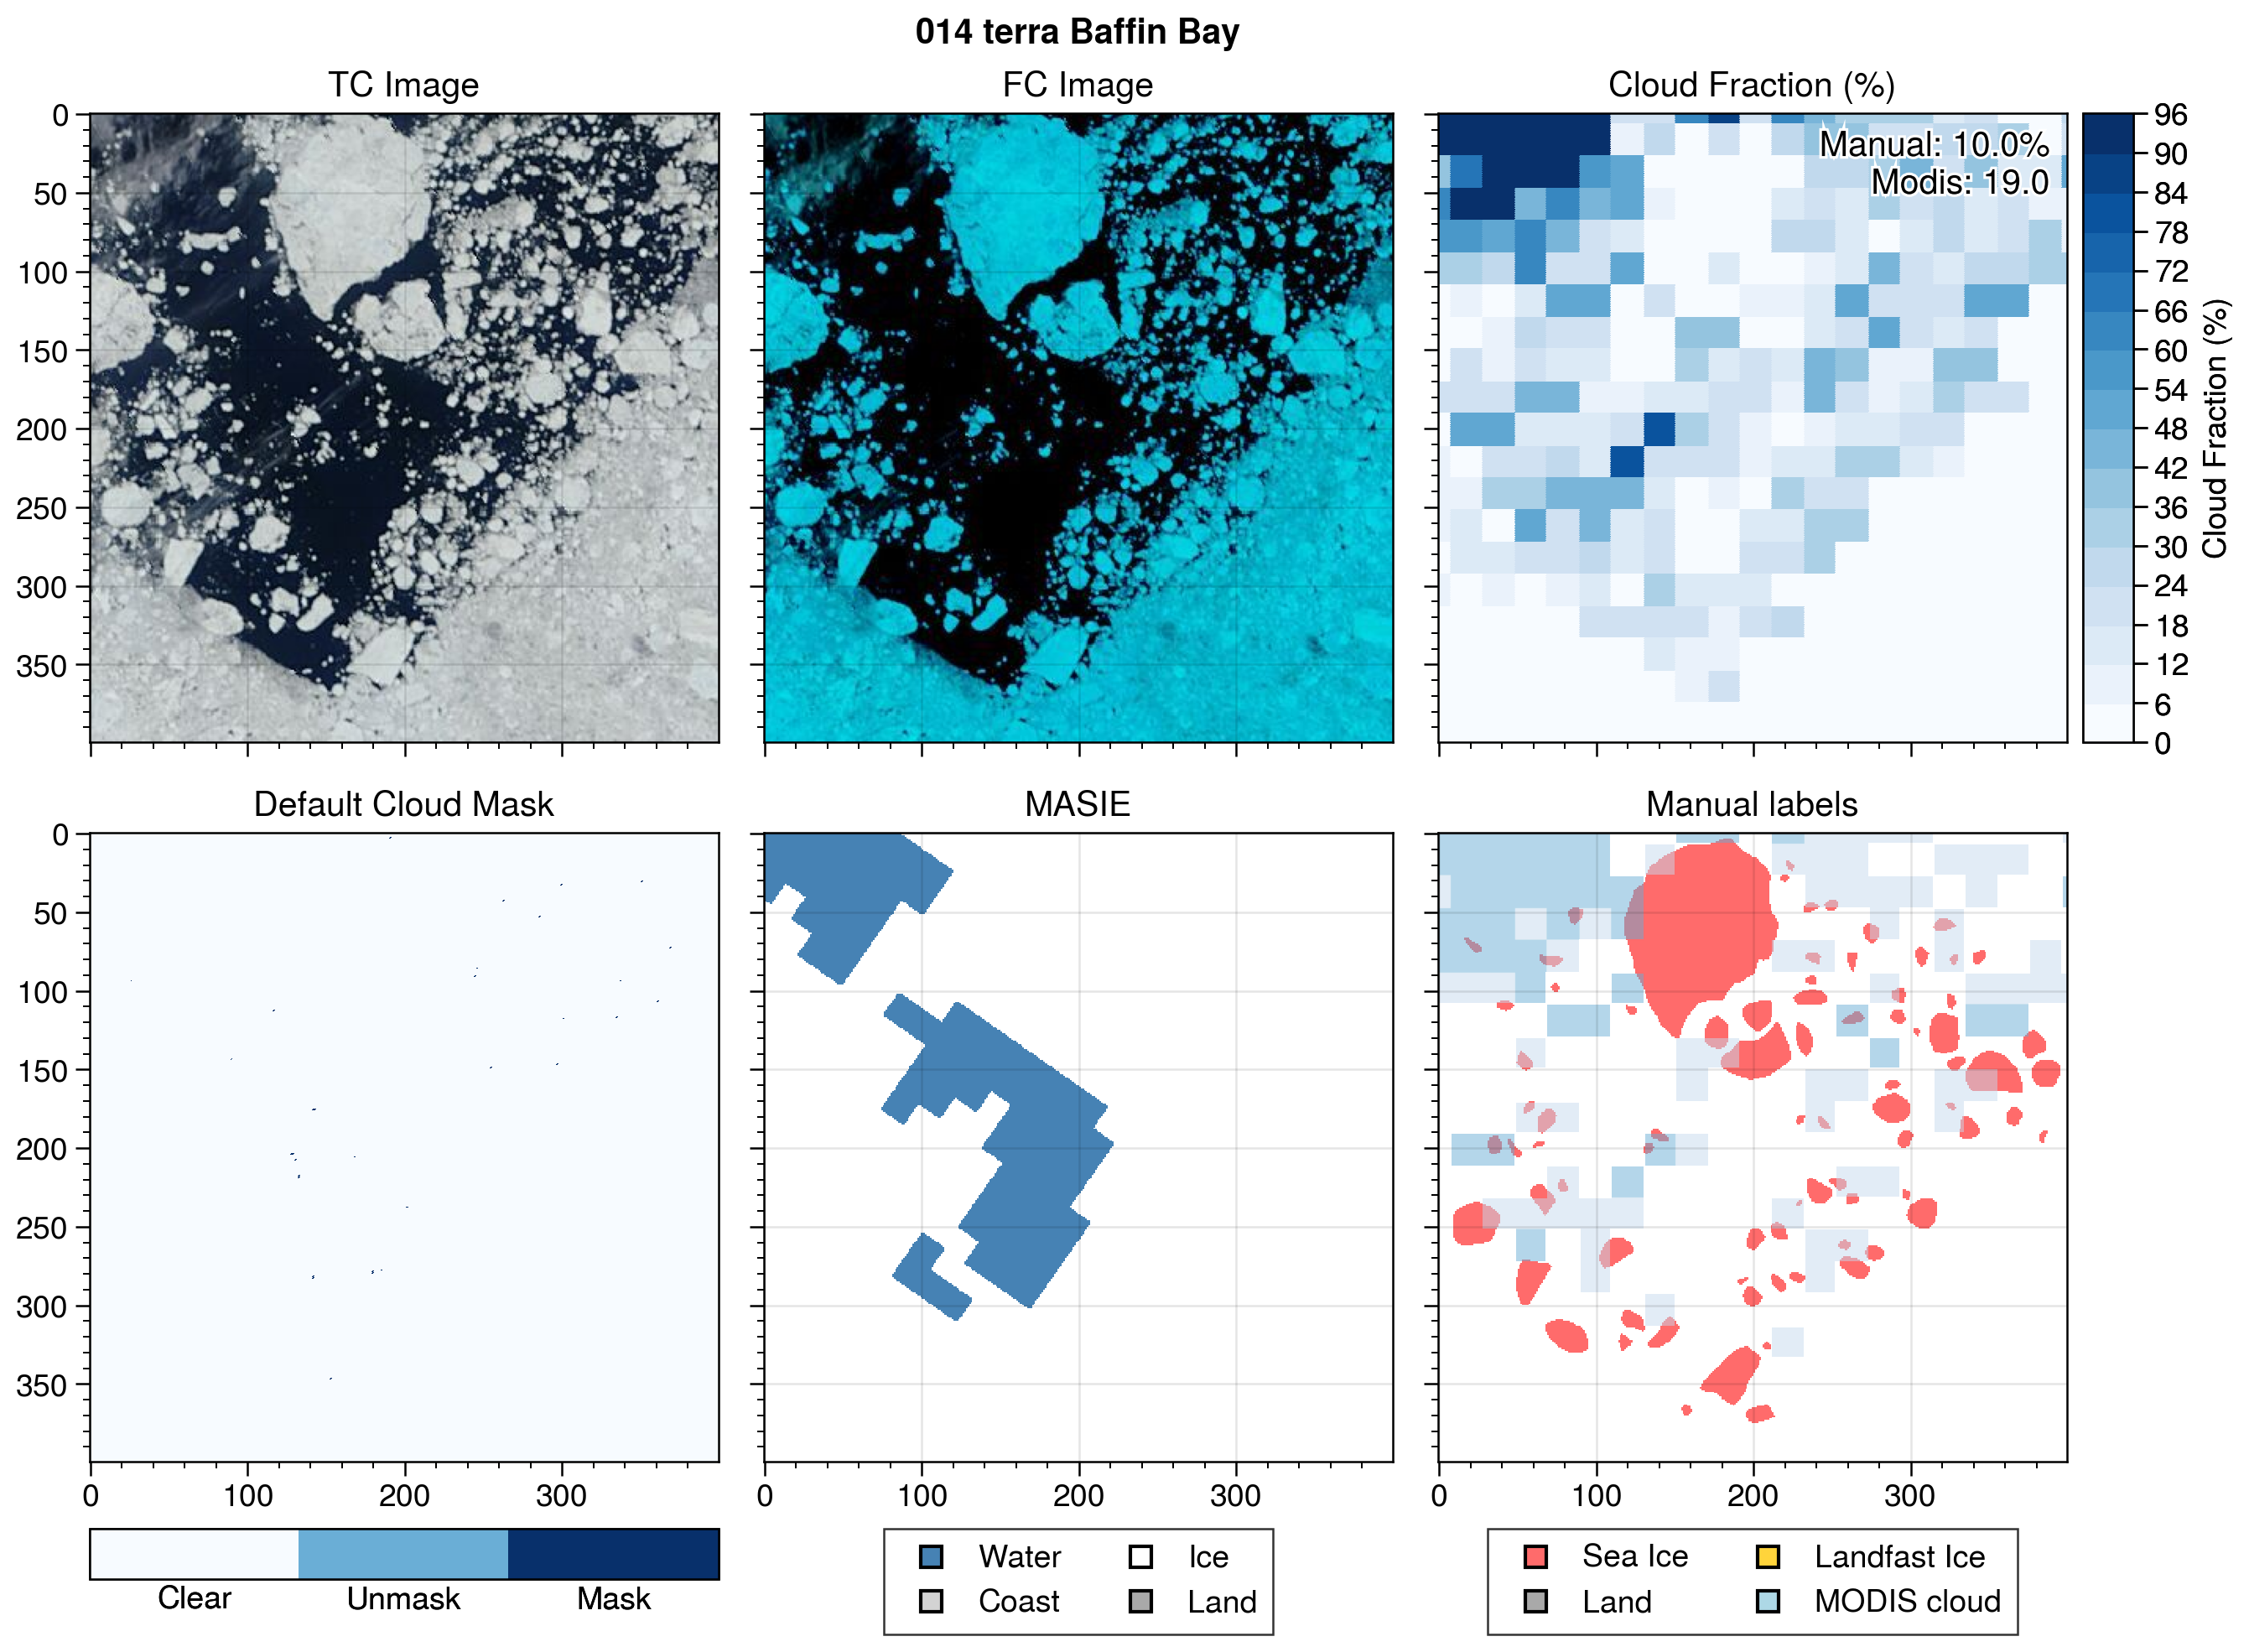 014 terra Baffin Bay
TC Image
FC Image
Cloud Fraction (%)
0
50
100
150
200
250
300
350
Manual: 10.0%
Modis: 19.0
96
90
84
78
72
66
60
54
48
42
36
30
24
18
12
6
0
Cloud Fraction (%)
Default Cloud Mask
MASIE
Manual labels
0
50
100
150
200
250
300
350
0 100 200 300
0 100 200 300
0 100 200 300
Clear Unmask Mask
Water Ice
Coast Land
Sea Ice Landfast Ice
Land MODIS cloud